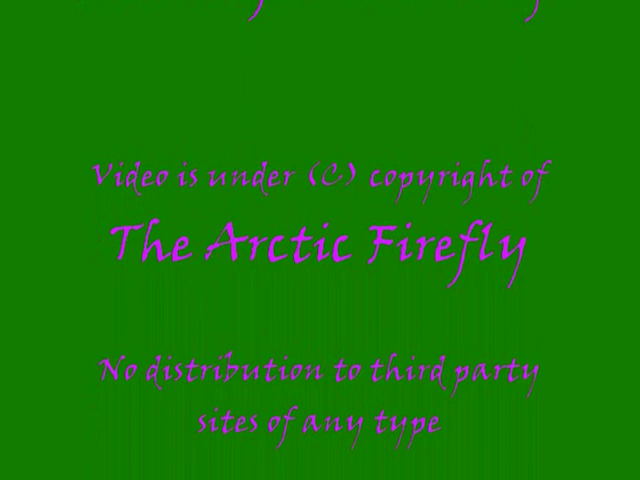 Video is under (C) copyright of
The Arctic Firefly
No distribution to third party
sites of any type